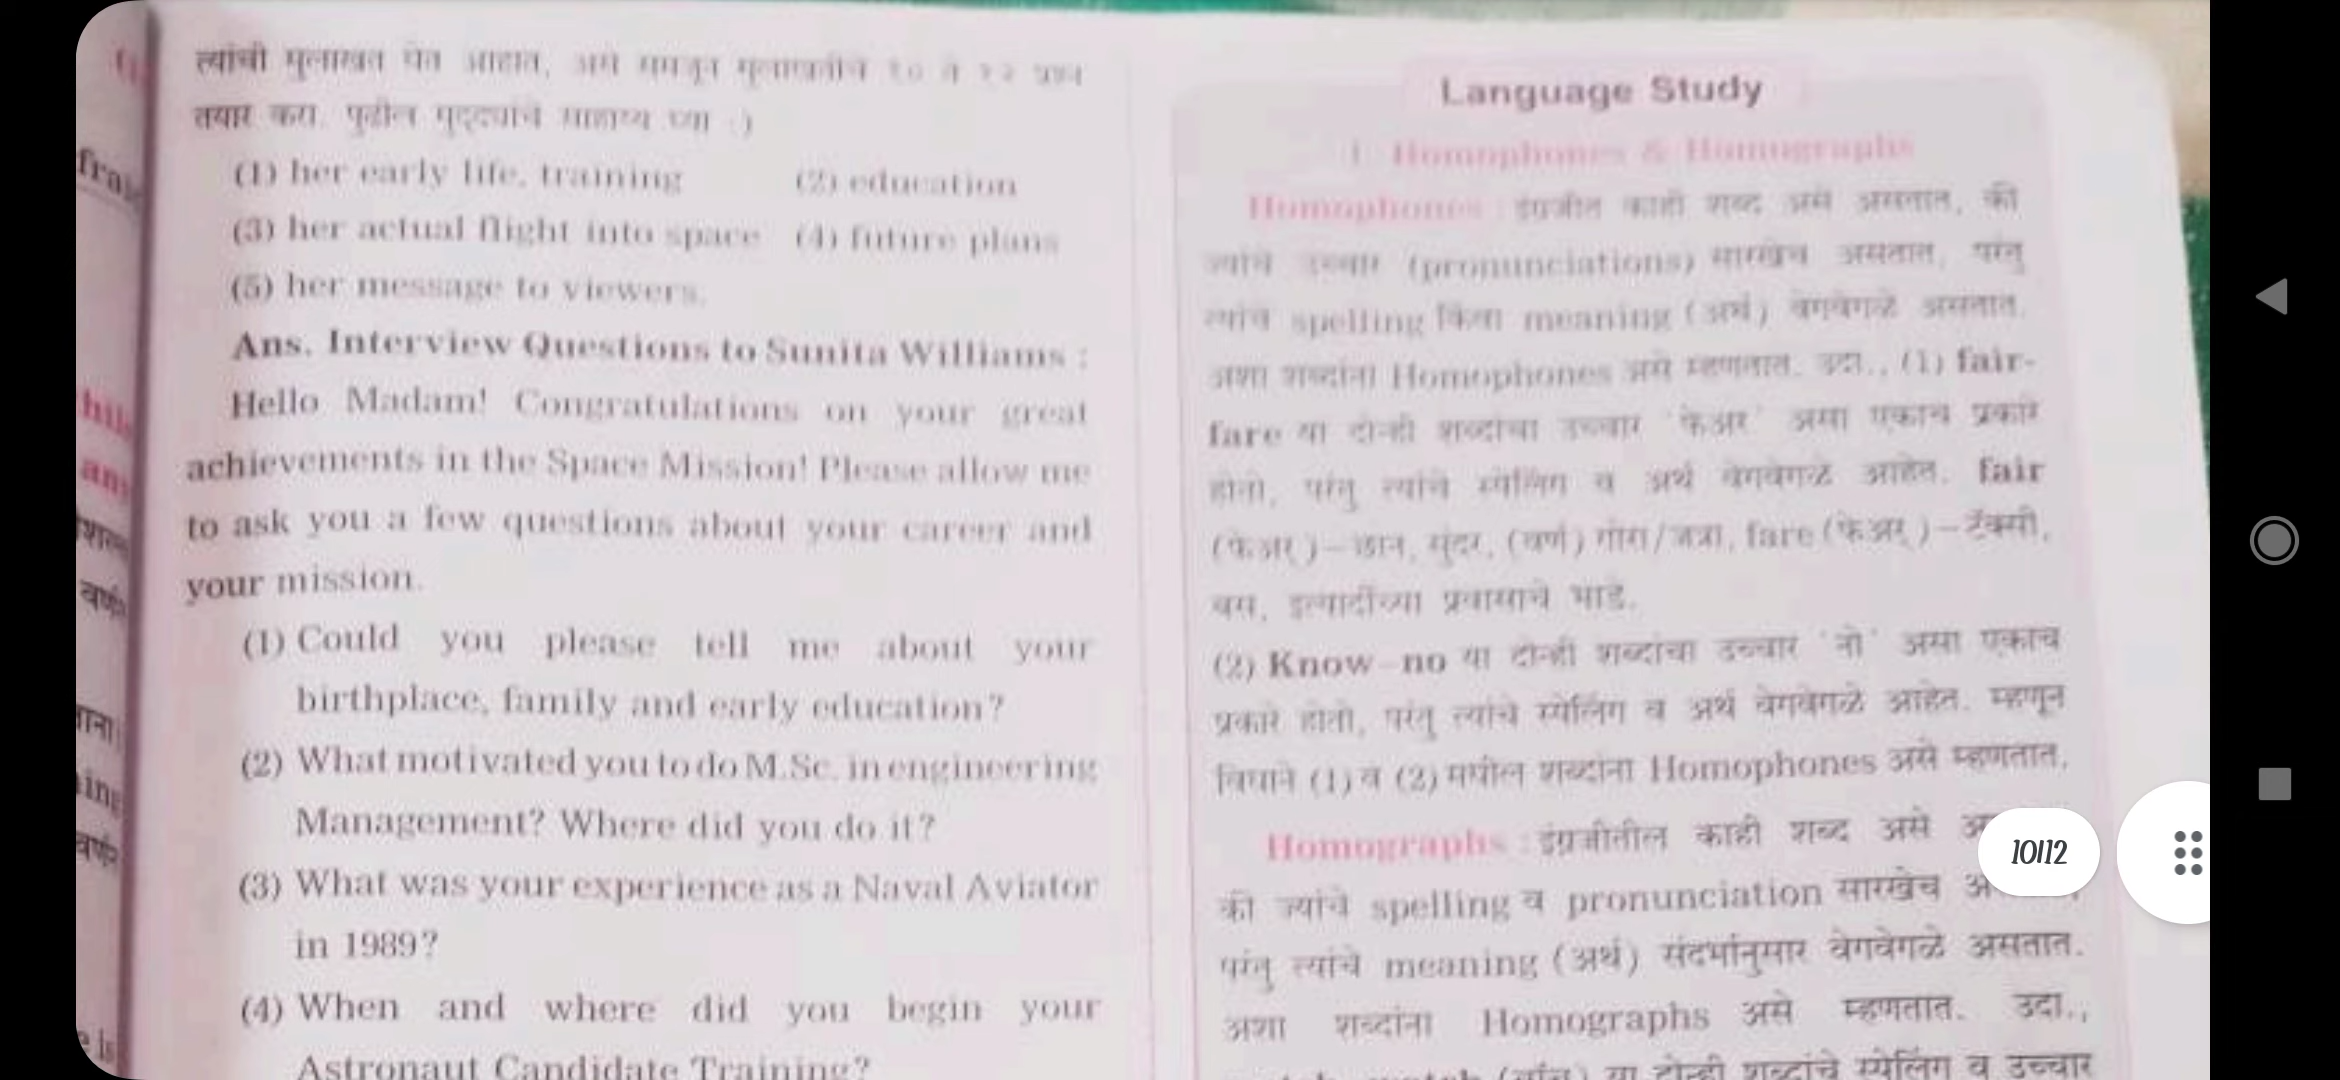 त्यांची मुलाखत घेत आहात, असे समजून मुलाखतीचे १० ते १२ प्रश्न
तयार करा. पुढील मुद्द्यांचे साहाय्य घ्या :)
(1) her early life, training (2) education
(3) her actual flight into space (4) future plans
(5) her message to viewers.
Ans. Interview Questions to Sunita Williams :
Hello Madam! Congratulations on your great
achievements in the Space Mission! Please allow me
to ask you a few questions about your career and
your mission.
(1) Could you please tell me about your
birthplace, family and early education?
(2) What motivated you to do M.Sc. in engineering
Management? Where did you do it?
(3) What was your experience as a Naval Aviator
in 1989?
(4) When and where did you begin your
Astronaut Candidate Training?
Language Study
1. Homophones & Homographs
Homophones : इंग्रजीत काही शब्द असे असतात, की
ज्यांचे उच्चार (pronunciations) सारखेच असतात, परंतु
त्यांचे spelling किंवा meaning (अर्थ) वेगवेगळे असतात.
अशा शब्दांना Homophones असे म्हणतात. उदा., (1) fair-
fare या दोन्ही शब्दांचा उच्चार 'फेअर' असा एकाच प्रकारे
होतो, परंतु त्यांचे स्पेलिंग व अर्थ वेगवेगळे आहेत. fair
(फेअर्)–छान, सुंदर, (वर्ण) गोरा/जत्रा, fare (फेअर्)–टॅक्सी,
बस, इत्यादींच्या प्रवासाचे भाडे.
(2) Know–no या दोन्ही शब्दांचा उच्चार 'नो' असा एकाच
प्रकारे होतो, परंतु त्यांचे स्पेलिंग व अर्थ वेगवेगळे आहेत. म्हणून
(1) व (2) मधील शब्दांना Homophones असे म्हणतात.
Homographs : इंग्रजीतील काही शब्द असे
की ज्यांचे spelling व pronunciation सारखेच
परंतु त्यांचे meaning (अर्थ) संदर्भानुसार वेगवेगळे असतात.
अशा शब्दांना Homographs असे म्हणतात. उदा.,
या दोन्ही शब्दांचे स्पेलिंग व उच्चार
10/12